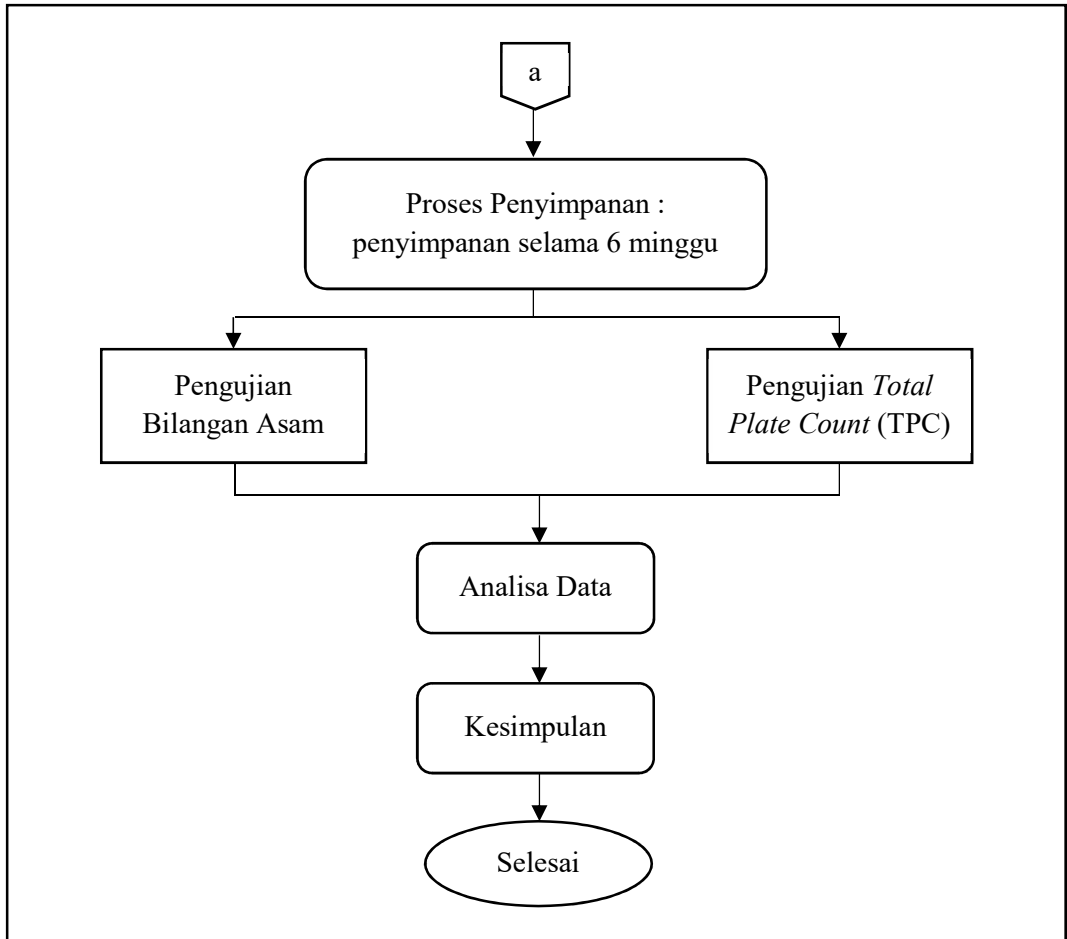 a
Proses Penyimpanan :
penyimpanan selama 6 minggu
Pengujian
Bilangan Asam
Pengujian Total
Plate Count (TPC)
Analisa Data
Kesimpulan
Selesai